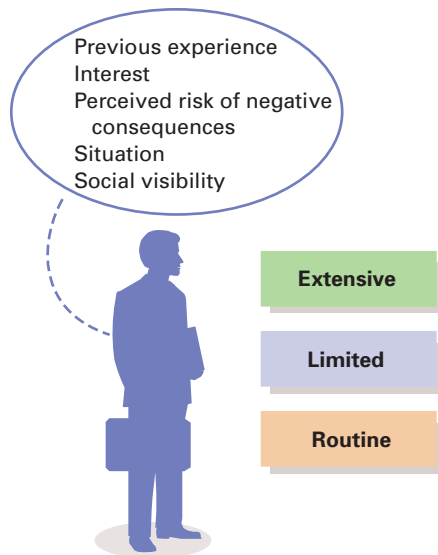 Previous experience
Interest
Perceived risk of negative
consequences
Situation
Social visibility
Extensive
Limited
Routine